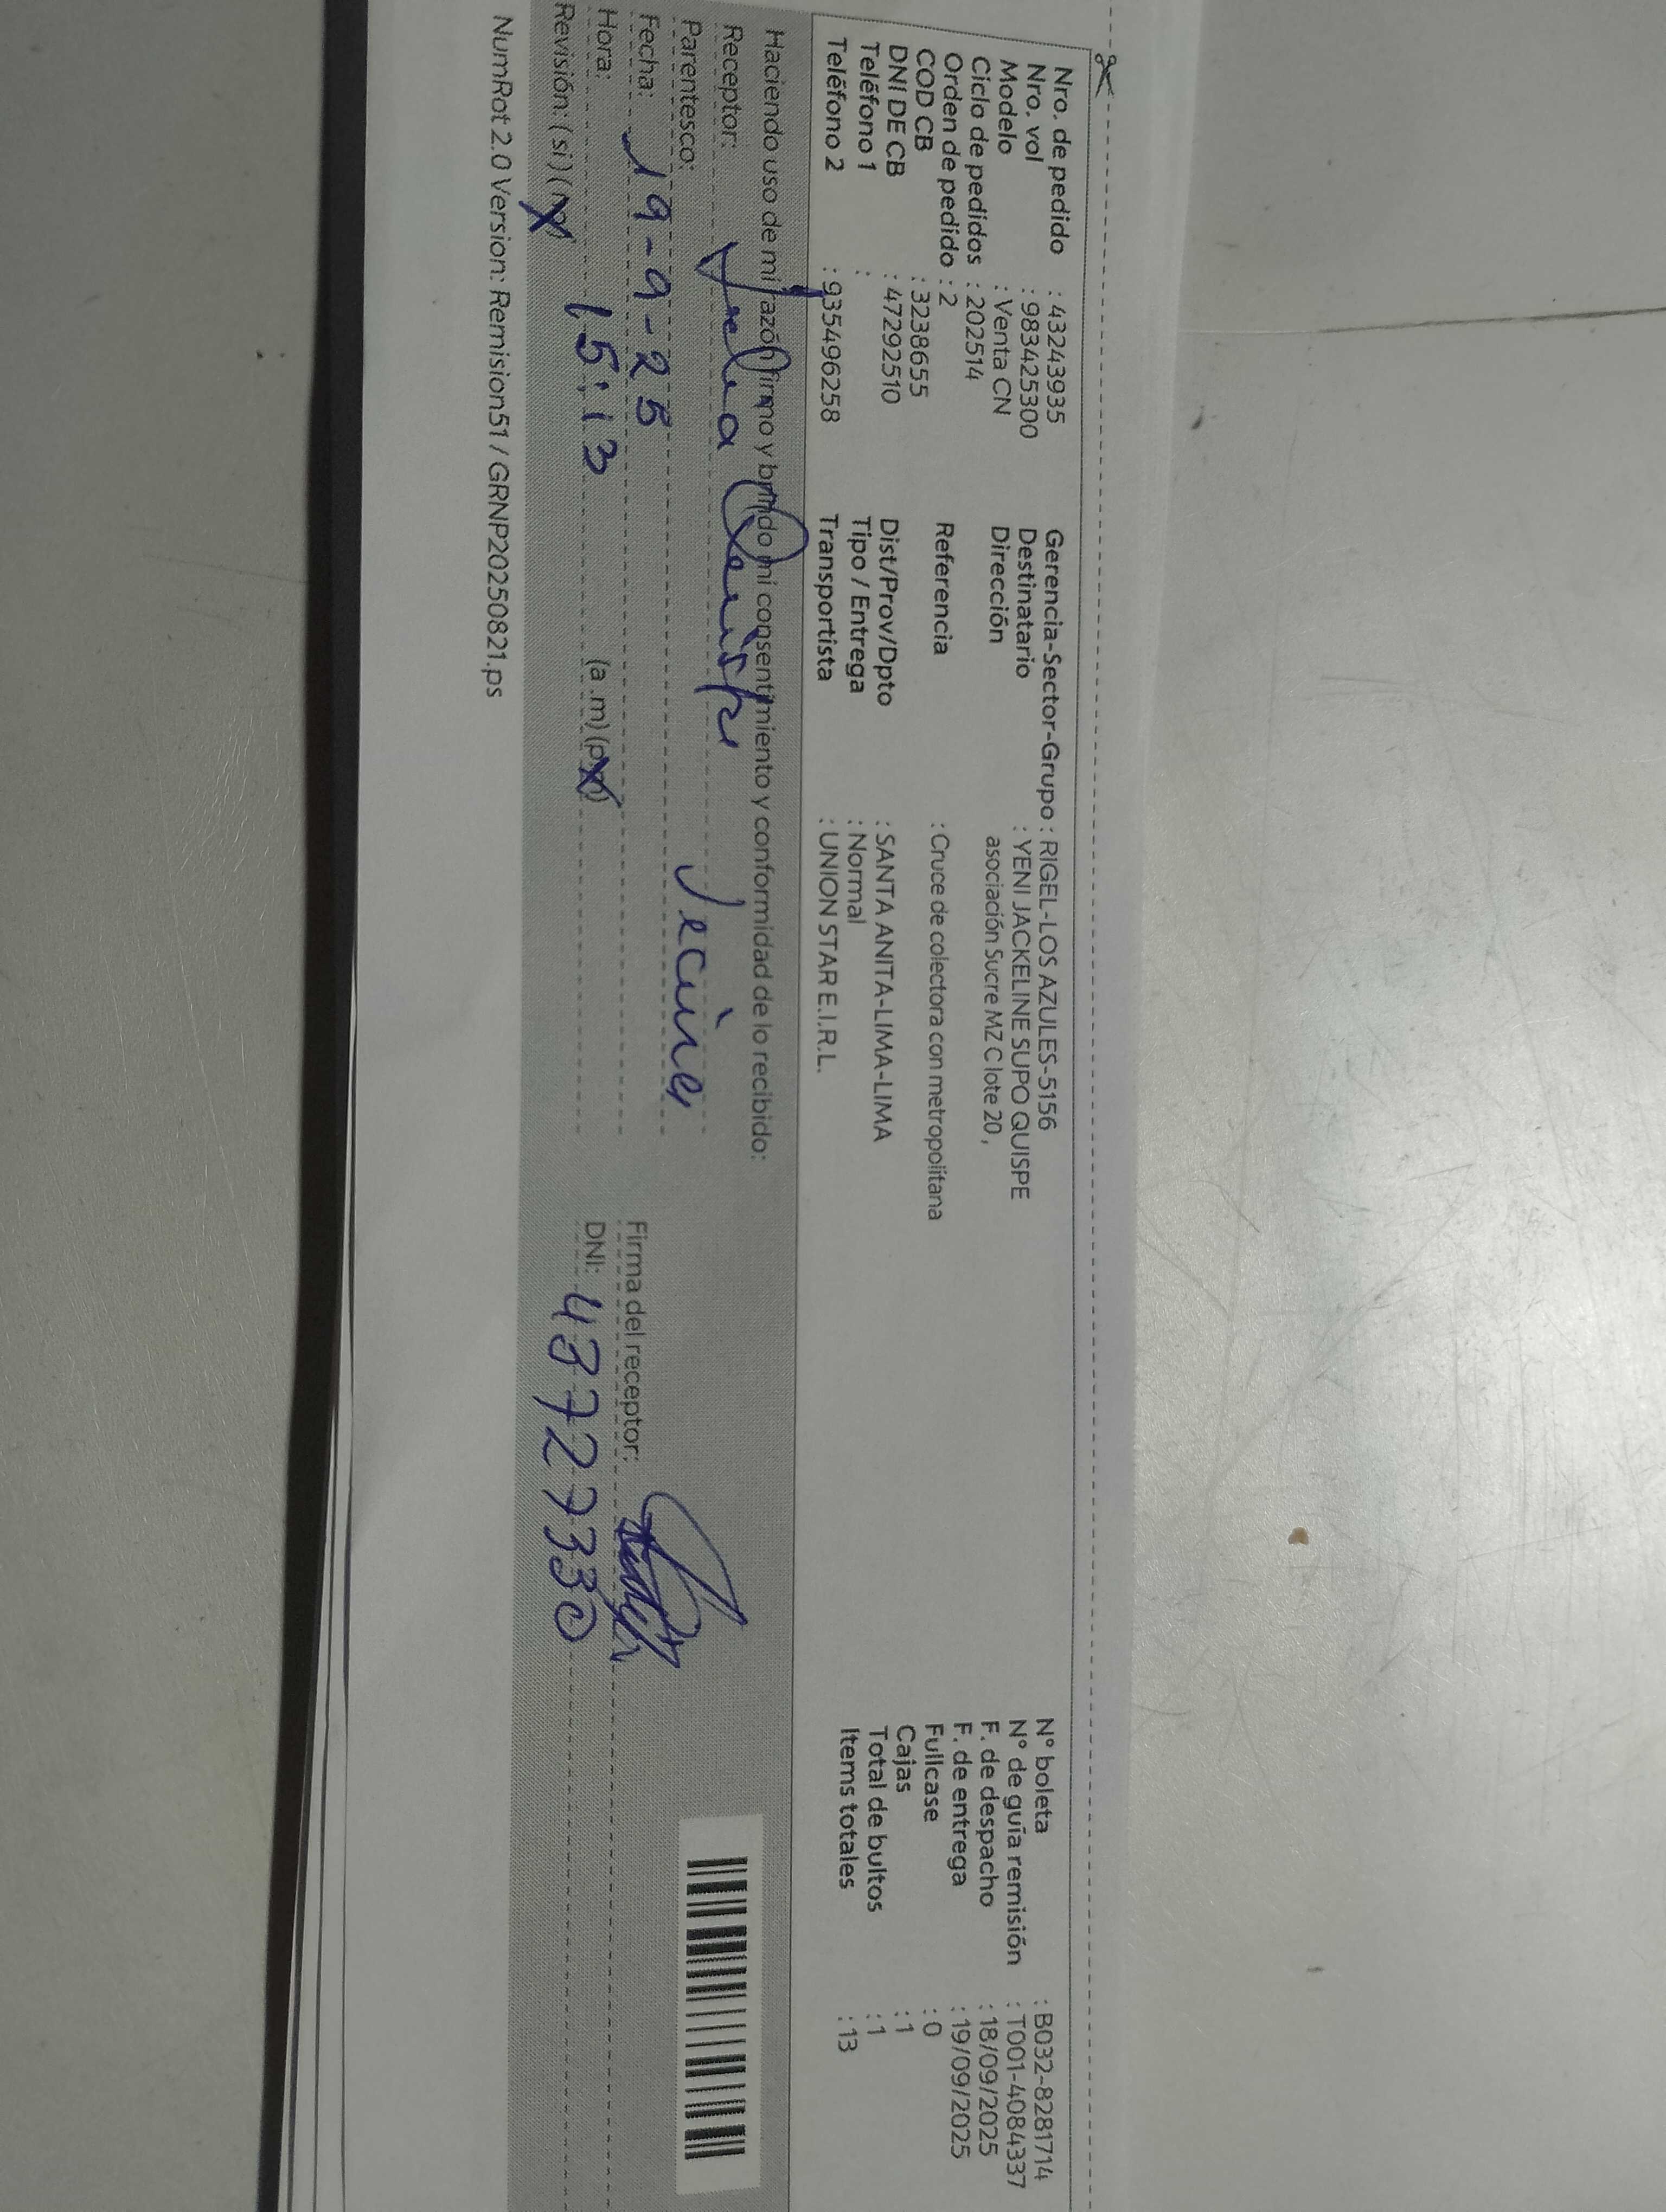 Nro. de pedido : 43243935
Nro. vol : 983425300
Modelo : Venta CN
Ciclo de pedidos : 202514
Orden de pedido : 2
COD CB : 3238655
DNI DE CB : 47292510
Teléfono 1 :
Teléfono 2 : 935496258
Gerencia-Sector-Grupo : RIGEL-LOS AZULES-5156
Destinatario : YENI JACKELINE SUPO QUISPE
Dirección asociación Sucre MZ C lote 20 ,
Referencia : Cruce de colectora con metropolitana
Dist/Prov/Dpto : SANTA ANITA-LIMA-LIMA
Tipo / Entrega : Normal
Transportista : UNION STAR E.I.R.L.
N° boleta : B032-8281714
N° de guía remisión : T001-4084337
F. de despacho : 18/09/2025
F. de entrega : 19/09/2025
Fullcase : 0
Cajas : 1
Total de bultos : 1
Items totales : 13
Haciendo uso de mi razón firmo y brindo mi consentimiento y conformidad de lo recibido:
Receptor: Quispe
Parentesco:
Fecha: 19-9-25
Hora: 15:13 (a.m) (p.m)
Revisión: (si) (no)
Firma del receptor:
DNI: 43727330
NumRot 2.0 Version: Remision51 / GRNP20250821.ps